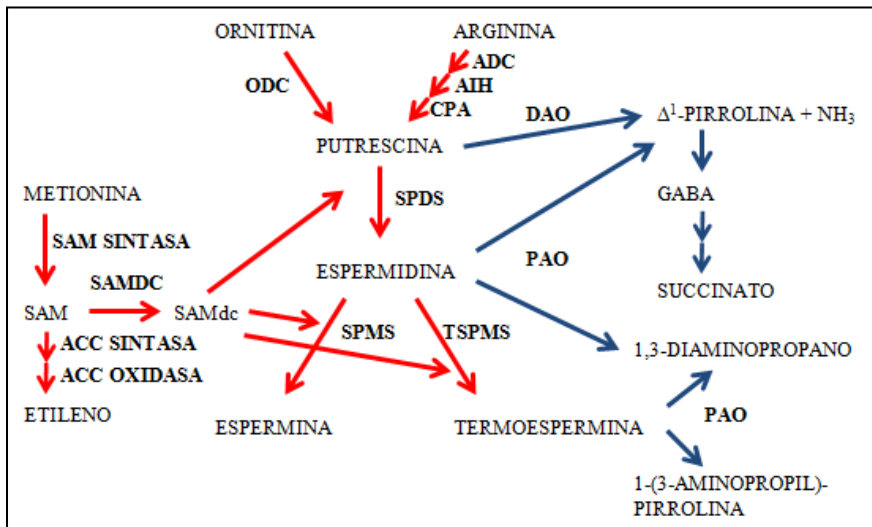 ORNITINA
ARGININA
ADC
ODC
AIH
CPA
DAO
Δ¹-PIRROLINA + NH₃
PUTRESCINA
METIONINA
SPDS
GABA
SAM SINTASA
ESPERMIDINA
PAO
SAMDC
SUCCINATO
SAM
SAMdc
SPMS
TSPMS
ACC SINTASA
1,3-DIAMINOPROPANO
ACC OXIDASA
ETILENO
ESPERMINA
TERMOESPERMINA
PAO
1-(3-AMINOPROPIL)-
PIRROLINA